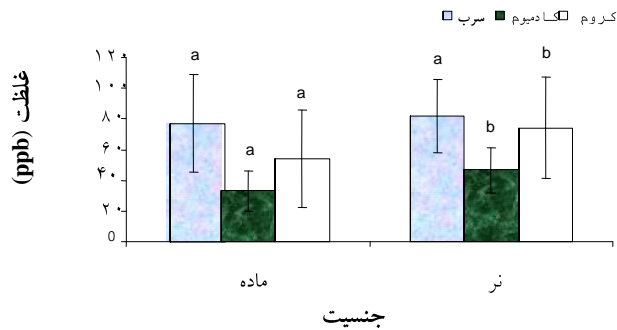 سرب کادمیوم کروم
غلظت (ppb)
۱۲۰
۱۰۰
۸۰
۶۰
۴۰
۲۰
0
a a a
a b b
ماده نر
جنسیت